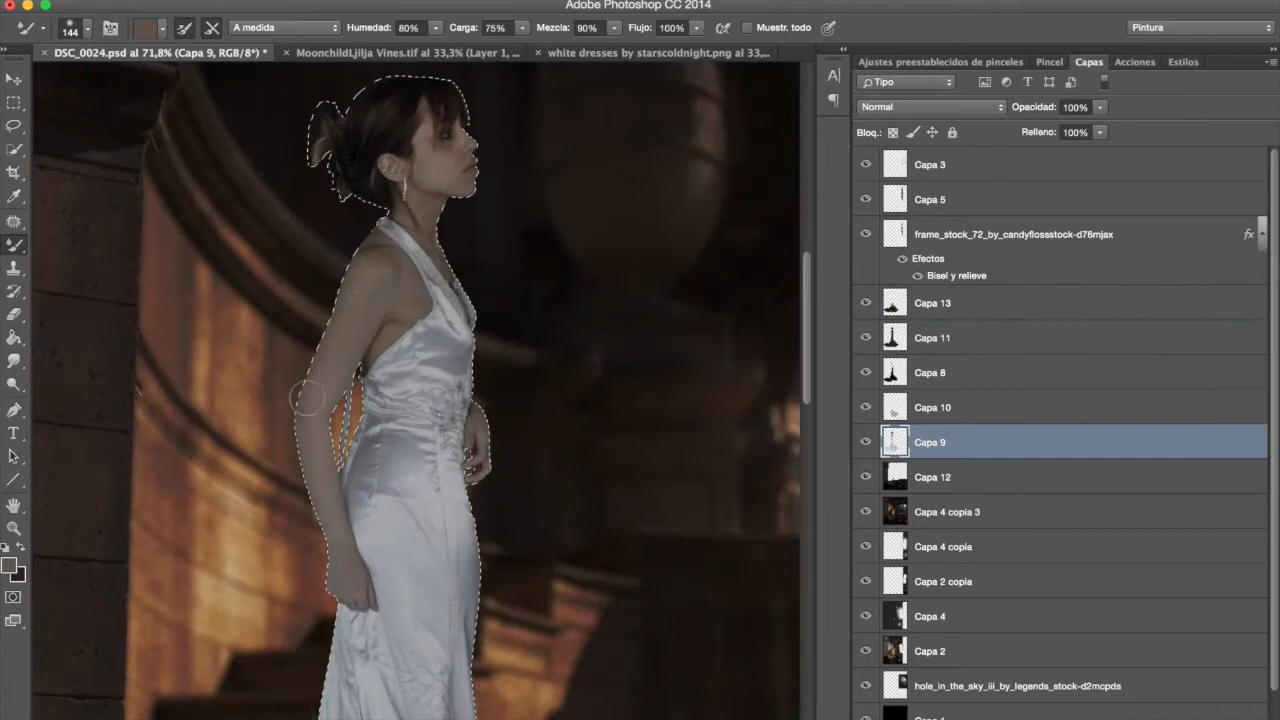 Adobe Photoshop CC 2014
144
A medida
Humedad: 80%
Carga: 75%
Mezcla: 90%
Flujo: 100%
Muestr. todo
Pintura
DSC_0024.psd al 71,8% (Capa 9, RGB/8*) *
MoonchildLjilja Vines.tif al 33,3% (Layer 1, ...
white dresses by starscoldnight.png al 33,...
Ajustes preestablecidos de pinceles
Pincel
Capas
Acciones
Estilos
Tipo
Normal
Opacidad: 100%
Bloq.:
Relleno: 100%
Capa 3
Capa 5
frame_stock_72_by_candyflossstock-d76mjax
fx
Efectos
Bisel y relieve
Capa 13
Capa 11
Capa 8
Capa 10
Capa 9
Capa 12
Capa 4 copia 3
Capa 4 copia
Capa 2 copia
Capa 4
Capa 2
hole_in_the_sky_iii_by_legends_stock-d2mcpds